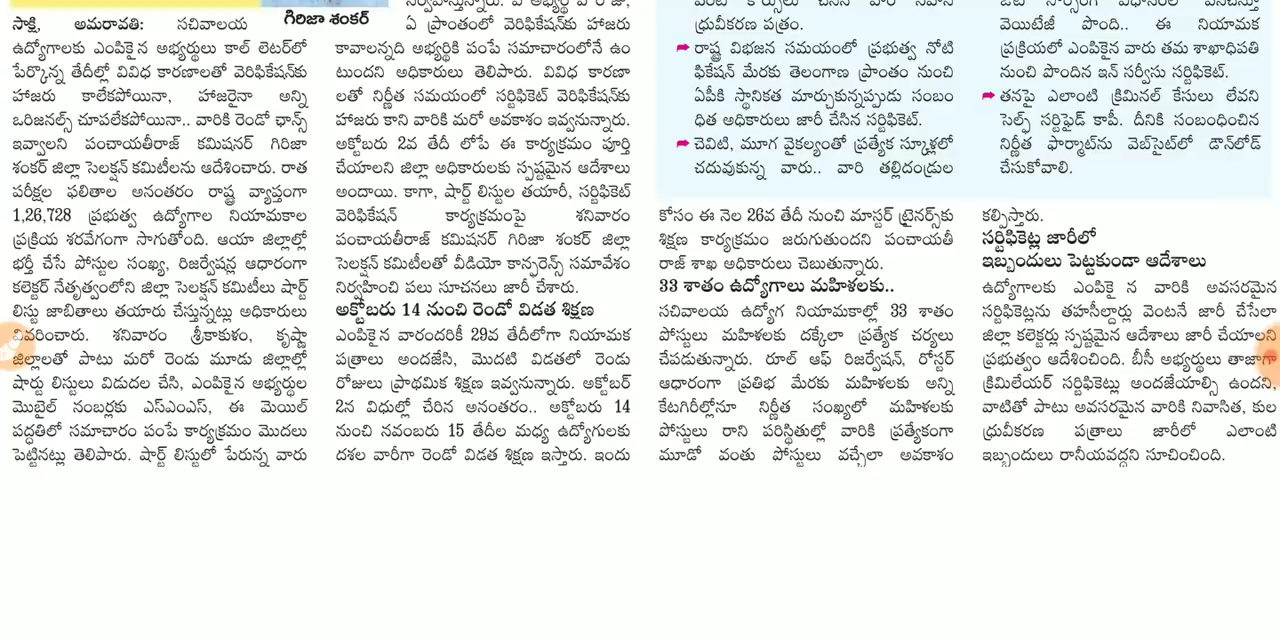 గిరిజా శంకర్
సాక్షి, అమరావతి: సచివాలయ
ఉద్యోగాలకు ఎంపికైన అభ్యర్థులు కాల్ లెటర్‌లో
పేర్కొన్న తేదీల్లో వివిధ కారణాలతో వెరిఫికేషన్‌కు
హాజరు కాలేకపోయినా, హాజరైనా అన్ని
ఒరిజనల్స్ చూపలేకపోయినా.. వారికి రెండో ఛాన్స్
ఇవ్వాలని పంచాయతీరాజ్ కమిషనర్ గిరిజా
శంకర్ జిల్లా సెలక్షన్ కమిటీలను ఆదేశించారు. రాత
పరీక్షల ఫలితాల అనంతరం రాష్ట్ర వ్యాప్తంగా
1,26,728 ప్రభుత్వ ఉద్యోగాల నియామకాల
ప్రక్రియ శరవేగంగా సాగుతోంది. ఆయా జిల్లాల్లో
భర్తీ చేసే పోస్టుల సంఖ్య, రిజర్వేషన్ల ఆధారంగా
కలెక్టర్ నేతృత్వంలోని జిల్లా సెలక్షన్ కమిటీలు షార్ట్
లిస్టు జాబితాలు తయారు చేస్తున్నట్లు అధికారులు
వివరించారు. శనివారం శ్రీకాకుళం, కృష్ణా
జిల్లాలతో పాటు మరో రెండు మూడు జిల్లాల్లో
షార్టు లిస్టులు విడుదల చేసి, ఎంపికైన అభ్యర్థుల
మొబైల్ నంబర్లకు ఎస్ఎంఎస్, ఈ మెయిల్
పద్ధతిలో సమాచారం పంపే కార్యక్రమం మొదలు
పెట్టినట్లు తెలిపారు. షార్ట్ లిస్టులో పేరున్న వారు
ఏ ప్రాంతంలో వెరిఫికేషన్‌కు హాజరు
కావాలన్నది అభ్యర్థికి పంపే సమాచారంలోనే ఉం
టుందని అధికారులు తెలిపారు. వివిధ కారణా
లతో నిర్ణీత సమయంలో సర్టిఫికెట్ వెరిఫికేషన్‌కు
హాజరు కాని వారికి మరో అవకాశం ఇవ్వనున్నారు.
అక్టోబరు 2వ తేదీ లోపే ఈ కార్యక్రమం పూర్తి
చేయాలని జిల్లా అధికారులకు స్పష్టమైన ఆదేశాలు
అందాయి. కాగా, షార్ట్ లిస్టుల తయారీ, సర్టిఫికెట్
వెరిఫికేషన్ కార్యక్రమంపై శనివారం
పంచాయతీరాజ్ కమిషనర్ గిరిజా శంకర్ జిల్లా
సెలక్షన్ కమిటీలతో వీడియో కాన్ఫరెన్స్ సమావేశం
నిర్వహించి పలు సూచనలు జారీ చేశారు.
అక్టోబరు 14 నుంచి రెండో విడత శిక్షణ
ఎంపికైన వారందరికీ 29వ తేదీలోగా నియామక
పత్రాలు అందజేసి, మొదటి విడతలో రెండు
రోజులు ప్రాథమిక శిక్షణ ఇవ్వనున్నారు. అక్టోబర్
2న విధుల్లో చేరిన అనంతరం.. అక్టోబరు 14
నుంచి నవంబరు 15 తేదీల మధ్య ఉద్యోగులకు
దశల వారీగా రెండో విడత శిక్షణ ఇస్తారు. ఇందు
ధ్రువీకరణ పత్రం.
రాష్ట్ర విభజన సమయంలో ప్రభుత్వ నోటి
ఫికేషన్ మేరకు తెలంగాణ ప్రాంతం నుంచి
ఏపీకి స్థానికత మార్చుకున్నప్పుడు సంబం
ధిత అధికారులు జారీ చేసిన సర్టిఫికెట్.
చెవిటి, మూగ వైకల్యంతో ప్రత్యేక స్కూళ్లలో
చదువుకున్న వారు.. వారి తల్లిదండ్రుల
వెయిటేజీ పొంది.. ఈ నియామక
ప్రక్రియలో ఎంపికైన వారు తమ శాఖాధిపతి
నుంచి పొందిన ఇన్ సర్వీసు సర్టిఫికెట్.
తనపై ఎలాంటి క్రిమినల్ కేసులు లేవని
సెల్ఫ్ సర్టిఫైడ్ కాపీ. దీనికి సంబంధించిన
నిర్ణీత ఫార్మాట్‌ను వెబ్‌సైట్‌లో డౌన్‌లోడ్
చేసుకోవాలి.
కోసం ఈ నెల 26వ తేదీ నుంచి మాస్టర్ ట్రైనర్స్‌కు
శిక్షణ కార్యక్రమం జరుగుతుందని పంచాయతీ
రాజ్ శాఖ అధికారులు చెబుతున్నారు.
33 శాతం ఉద్యోగాలు మహిళలకు..
సచివాలయ ఉద్యోగ నియామకాల్లో 33 శాతం
పోస్టులు మహిళలకు దక్కేలా ప్రత్యేక చర్యలు
చేపడుతున్నారు. రూల్ ఆఫ్ రిజర్వేషన్, రోస్టర్
ఆధారంగా ప్రతిభ మేరకు మహిళలకు అన్ని
కేటగిరీల్లోనూ నిర్ణీత సంఖ్యలో మహిళలకు
పోస్టులు రాని పరిస్థితుల్లో వారికి ప్రత్యేకంగా
మూడో వంతు పోస్టులు వచ్చేలా అవకాశం
కల్పిస్తారు.
సర్టిఫికెట్ల జారీలో
ఇబ్బందులు పెట్టకుండా ఆదేశాలు
ఉద్యోగాలకు ఎంపికై న వారికి అవసరమైన
సర్టిఫికెట్లను తహసీల్దార్లు వెంటనే జారీ చేసేలా
జిల్లా కలెక్టర్లు స్పష్టమైన ఆదేశాలు జారీ చేయాలని
ప్రభుత్వం ఆదేశించింది. బీసీ అభ్యర్థులు తాజాగా
క్రిమిలేయర్ సర్టిఫికెట్లు అందజేయాల్సి ఉందని,
వాటితో పాటు అవసరమైన వారికి నివాసిత, కుల
ధ్రువీకరణ పత్రాలు జారీలో ఎలాంటి
ఇబ్బందులు రానీయవద్దని సూచించింది.